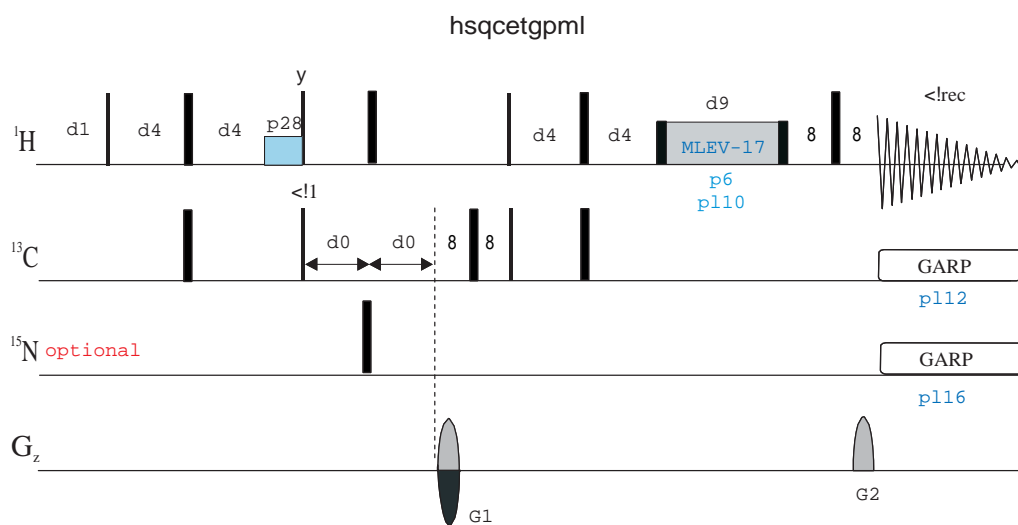 hsqcetgpml
y
<!rec
d9
p28
¹H d1 d4 d4 d4 d4 MLEV-17 8 8
p6
pl10
<!1
¹³C d0 d0 8 8 GARP
pl12
¹⁵N optional GARP
pl16
Gz
G1 G2